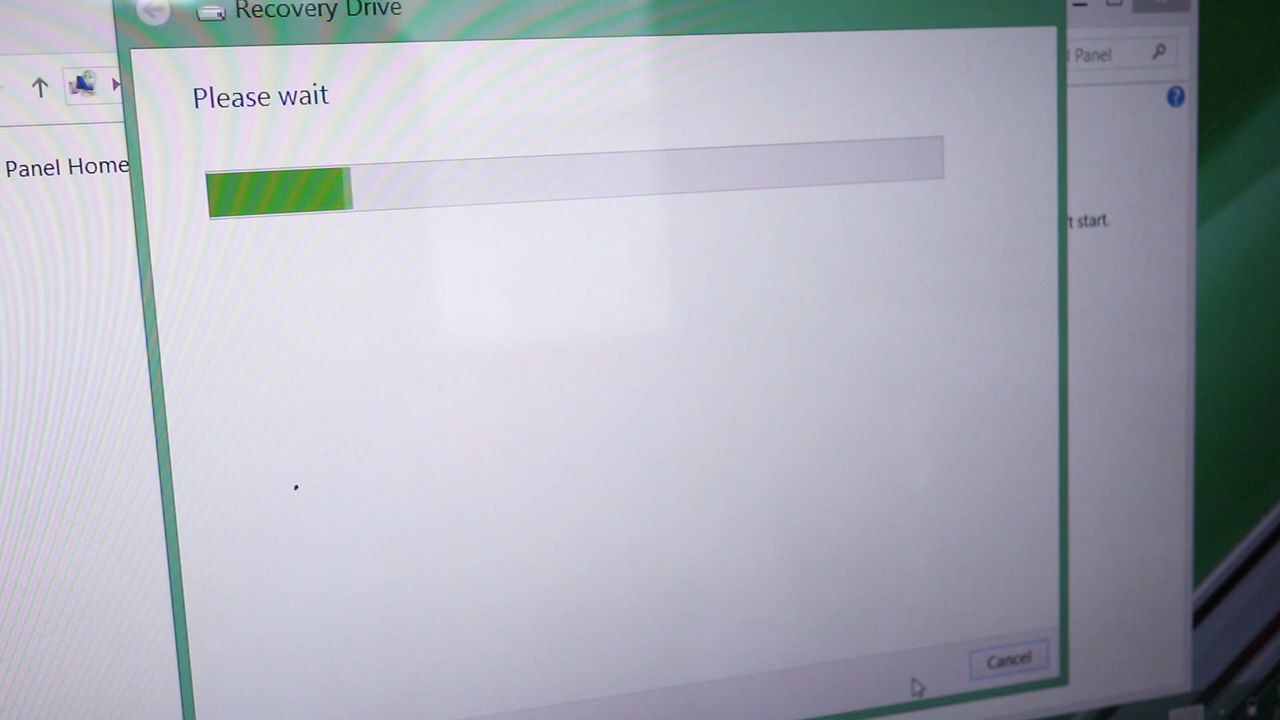 Recovery Drive
Panel
Please wait
Panel Home
't start.
Cancel